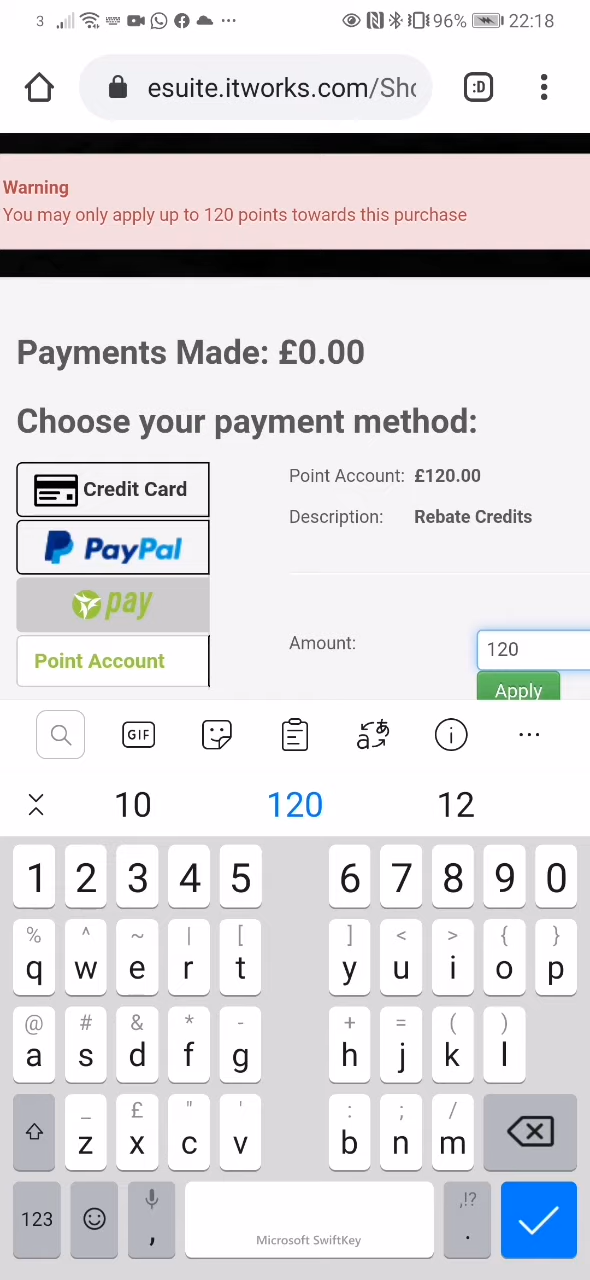 3 96% 22:18
esuite.itworks.com/Sho :D
Warning
You may only apply up to 120 points towards this purchase
Payments Made: £0.00
Choose your payment method:
Credit Card
PayPal
pay
Point Account
Point Account: £120.00
Description: Rebate Credits
Amount: 120
Apply
GIF
10 120 12
1 2 3 4 5 6 7 8 9 0
% ^ ~ | [ ] < > { }
q w e r t y u i o p
@ # & * - + = ( )
a s d f g h j k l
_ £ " ' : ; /
z x c v b n m
123 , Microsoft SwiftKey ,!? .